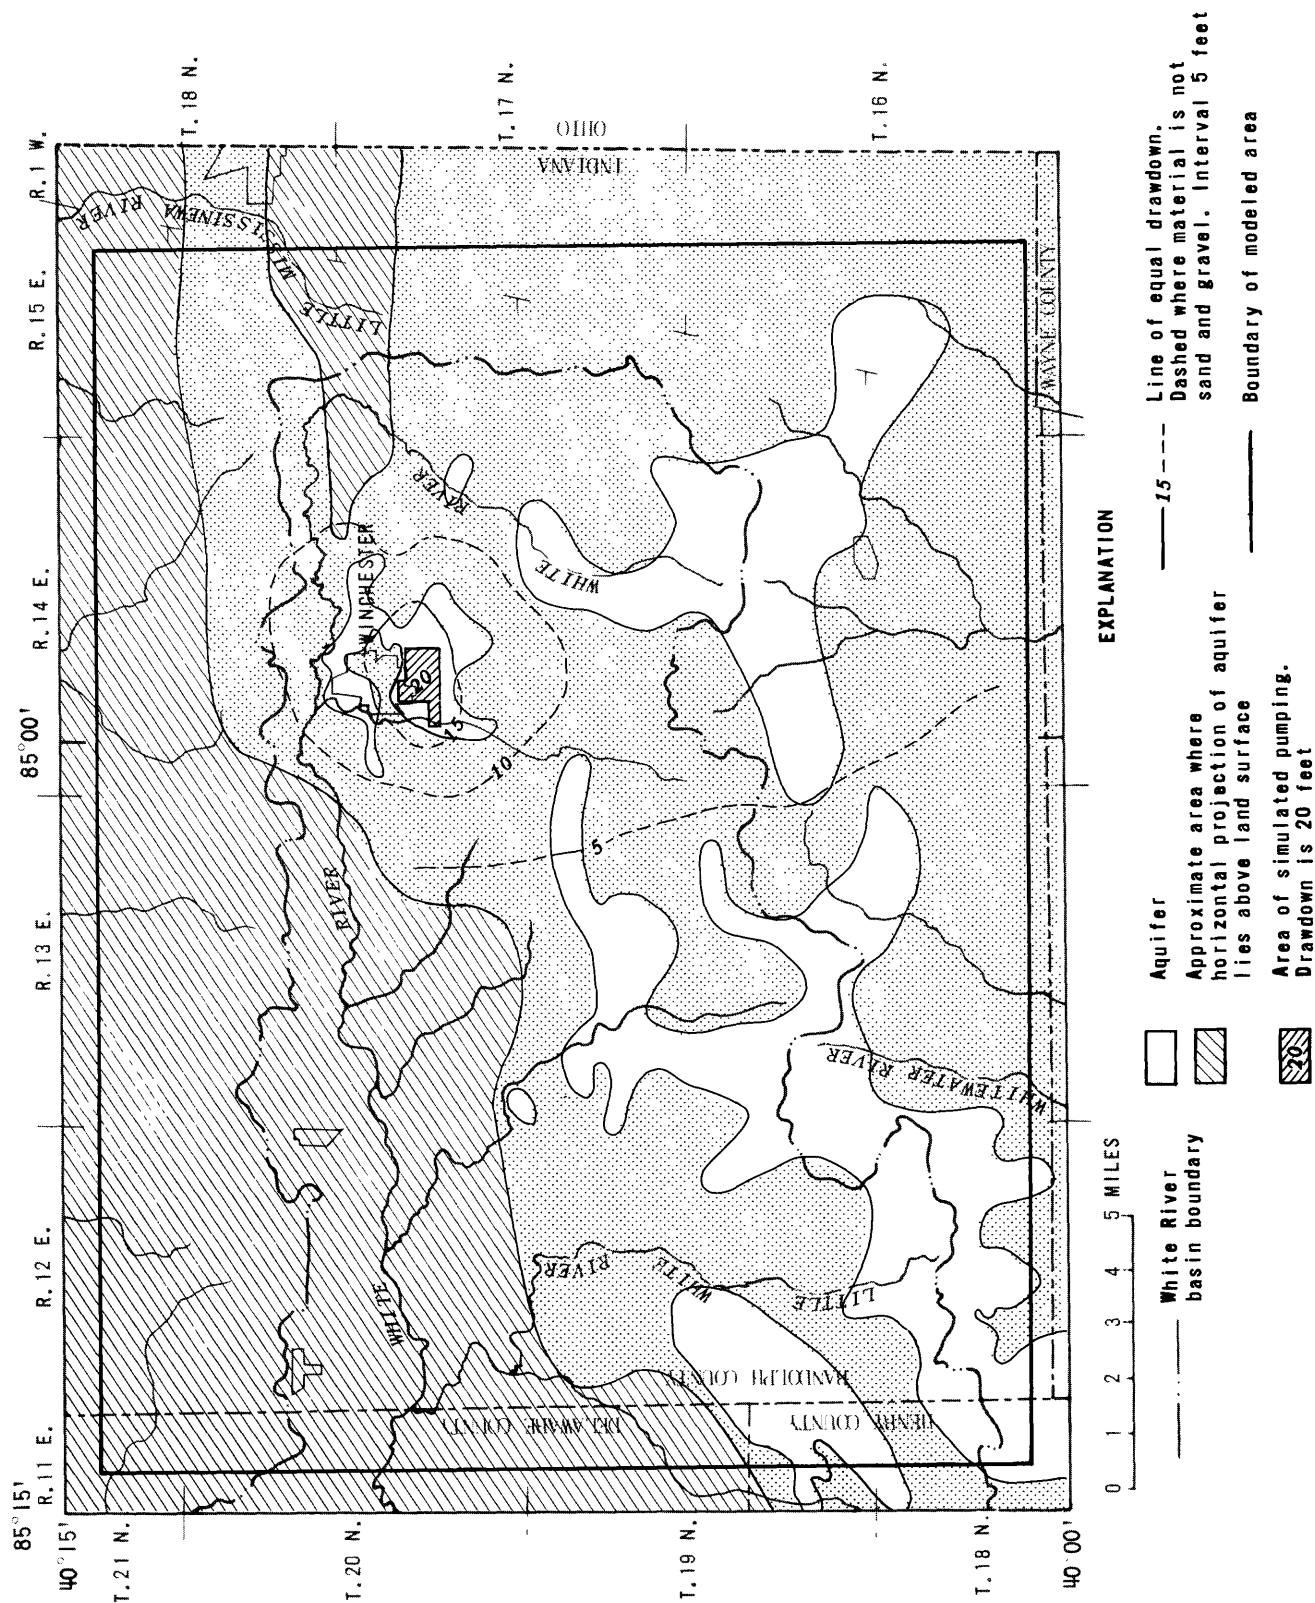 85°15'
R.11 E.
R.12 E.
R.13 E.
85°00'
R.14 E.
R.15 E.
R.1 W.
40°15'
T.21 N.
T.20 N.
T.19 N.
T.18 N.
40°00'
T.18 N.
T.17 N.
T.16 N.
INDIANA
OHIO
RIVER
MISSISSINEWA
LITTLE
WINCHESTER
RIVER
WHITE
RIVER
WHITE
LITTLE
WHITE
RIVER
WHITEWATER RIVER
DELAWARE COUNTY
RANDOLPH COUNTY
HENRY COUNTY
WAYNE COUNTY
20
15
10
5
EXPLANATION
Aquifer
Approximate area where
horizontal projection of aquifer
lies above land surface
20
Area of simulated pumping.
Drawdown is 20 feet
15
Line of equal drawdown.
Dashed where material is not
sand and gravel. Interval 5 feet
Boundary of modeled area
White River
basin boundary
0 1 2 3 4 5 MILES